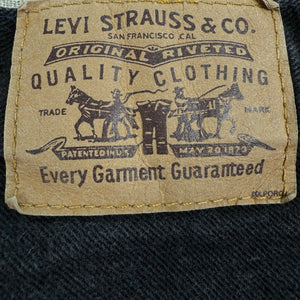 LEVI STRAUSS & CO.
SAN FRANCISCO, CAL
ORIGINAL RIVETED
QUALITY CLOTHING
TRADE MARK
PATENTED IN U.S. MAY 20 1873
Every Garment Guaranteed